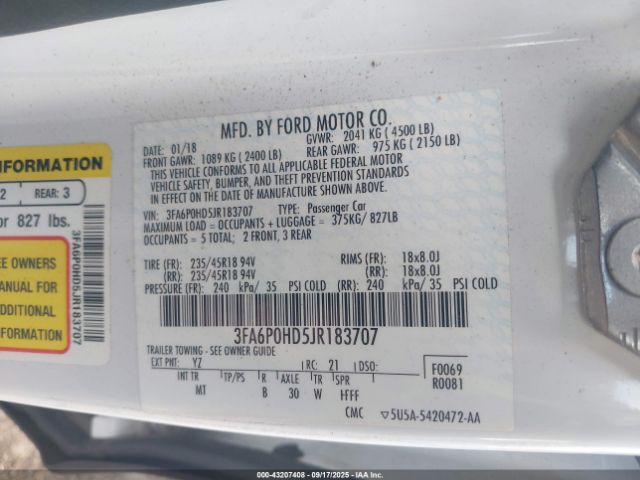 MFD. BY FORD MOTOR CO.
DATE: 01/18 GVWR: 2041 KG ( 4500 LB)
FRONT GAWR: 1089 KG ( 2400 LB) REAR GAWR: 975 KG ( 2150 LB)
THIS VEHICLE CONFORMS TO ALL APPLICABLE FEDERAL MOTOR
VEHICLE SAFETY, BUMPER, AND THEFT PREVENTION STANDARDS
IN EFFECT ON THE DATE OF MANUFACTURE SHOWN ABOVE.
VIN: 3FA6P0HD5JR183707 TYPE: Passenger Car
MAXIMUM LOAD = OCCUPANTS + LUGGAGE = 375KG/ 827LB
OCCUPANTS = 5 TOTAL; 2 FRONT, 3 REAR
TIRE (FR): 235/45R18 94V RIMS (FR): 18x8.0J
(RR): 235/45R18 94V (RR): 18x8.0J
PRESSURE (FR): 240 kPa/ 35 PSI COLD (RR): 240 kPa/ 35 PSI COLD
3FA6P0HD5JR183707
TRAILER TOWING - SEE OWNER GUIDE
EXT PNT: YZ RC: 21 DSO:
F0069
R0081
INT TR TP/PS R AXLE TR SPR
MT B 30 W HFFF
CMC ▽5U5A-5420472-AA
INFORMATION
2 REAR: 3
or 827 lbs.
EE OWNERS
ANUAL FOR
ADDITIONAL
FORMATION
3FA6P0HD5JR183707
000-43207408 - 09/17/2025 - IAAI.COM